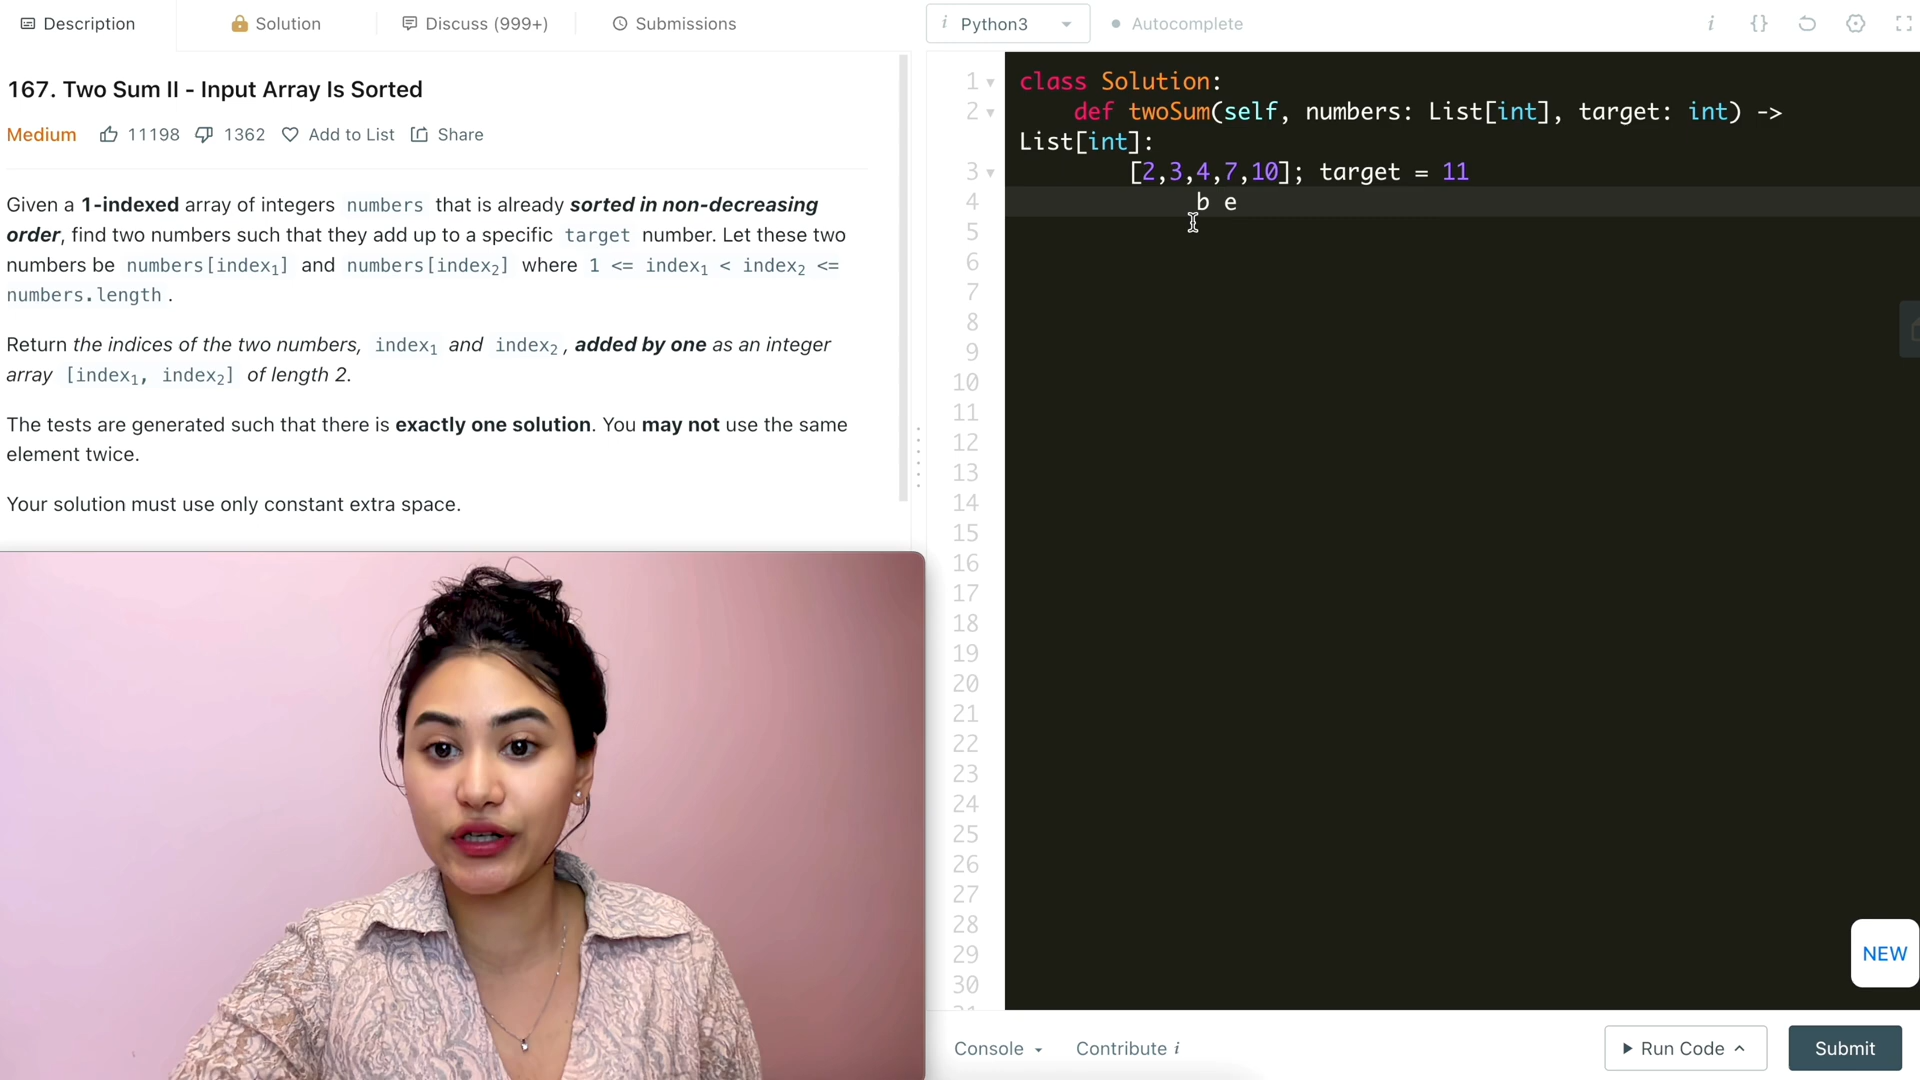 Description
Solution
Discuss (999+)
Submissions
i Python3
Autocomplete
i {}
167. Two Sum II - Input Array Is Sorted
Medium 11198 1362 Add to List Share
Given a 1-indexed array of integers numbers that is already sorted in non-decreasing
order, find two numbers such that they add up to a specific target number. Let these two
numbers be numbers[index₁] and numbers[index₂] where 1 <= index₁ < index₂ <=
numbers.length.
Return the indices of the two numbers, index₁ and index₂, added by one as an integer
array [index₁, index₂] of length 2.
The tests are generated such that there is exactly one solution. You may not use the same
element twice.
Your solution must use only constant extra space.
1 class Solution:
2 def twoSum(self, numbers: List[int], target: int) ->
List[int]:
3 [2,3,4,7,10]; target = 11
4 b e
5
6
7
8
9
10
11
12
13
14
15
16
17
18
19
20
21
22
23
24
25
26
27
28
29
30
NEW
Console
Contribute i
Run Code
Submit